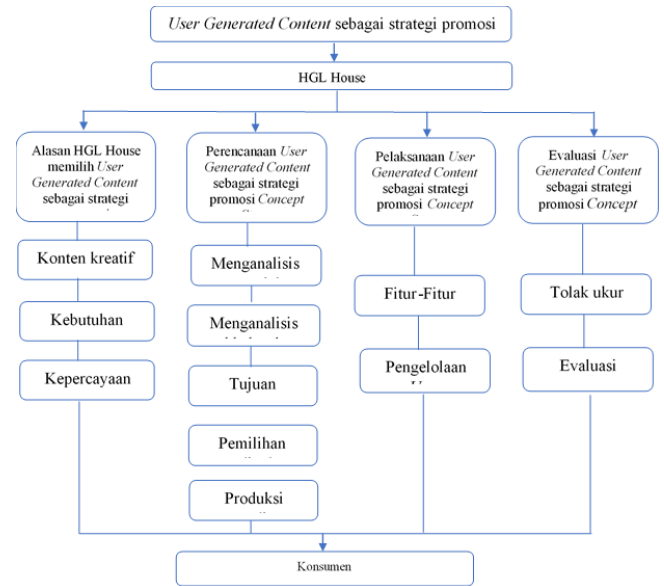 User Generated Content sebagai strategi promosi
HGL House
Alasan HGL House
memilih User
Generated Content
sebagai strategi
Perencanaan User
Generated Content
sebagai strategi
promosi Concept
Pelaksanaan User
Generated Content
sebagai strategi
promosi Concept
Evaluasi User
Generated Content
sebagai strategi
promosi Concept
Konten kreatif
Kebutuhan
Kepercayaan
Menganalisis
Menganalisis
Tujuan
Pemilihan
Produksi
Fitur-Fitur
Pengelolaan
Tolak ukur
Evaluasi
Konsumen